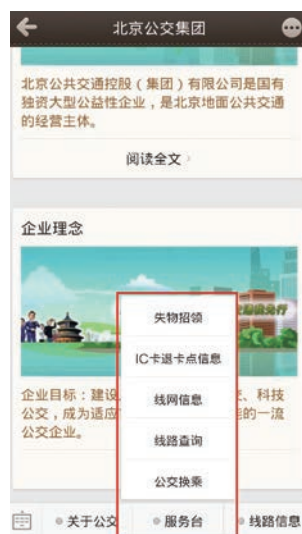 北京公交集团
北京公共交通控股（集团）有限公司是国有
独资大型公益性企业，是北京地面公共交通
的经营主体。
阅读全文
企业理念
失物招领
IC卡退卡点信息
线网信息
线路查询
公交换乘
企业目标：建设
、科技
公交，成为适应
的一流
公交企业。
关于公交
服务台
线路信息